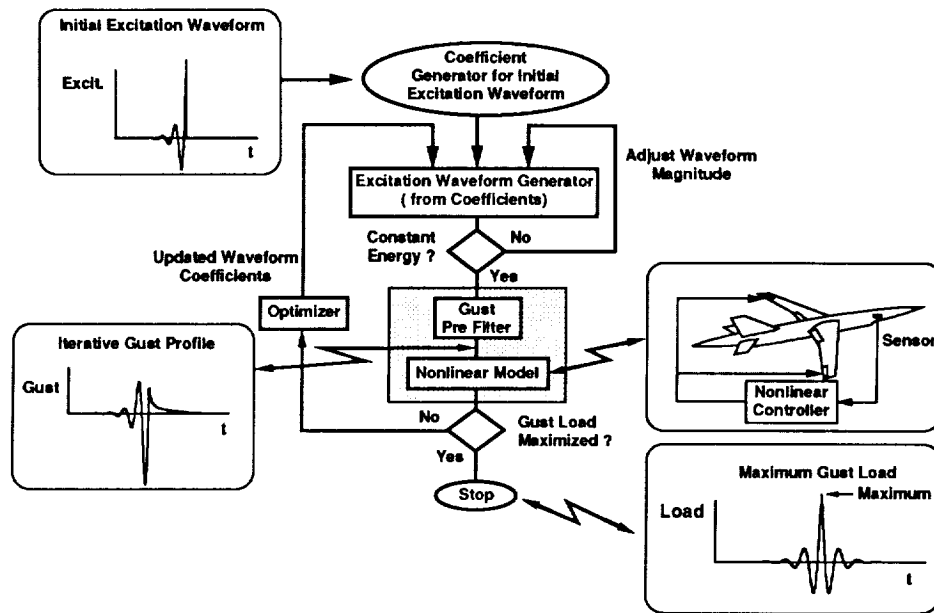 Initial Excitation Waveform
Excit.
t
Coefficient
Generator for Initial
Excitation Waveform
Adjust Waveform
Magnitude
Excitation Waveform Generator
( from Coefficients)
Constant
Energy ?
No
Yes
Updated Waveform
Coefficients
Optimizer
Gust
Pre Filter
Nonlinear Model
Iterative Gust Profile
Gust
t
Sensor
Nonlinear
Controller
No
Gust Load
Maximized ?
Yes
Stop
Maximum Gust Load
Maximum
Load
t